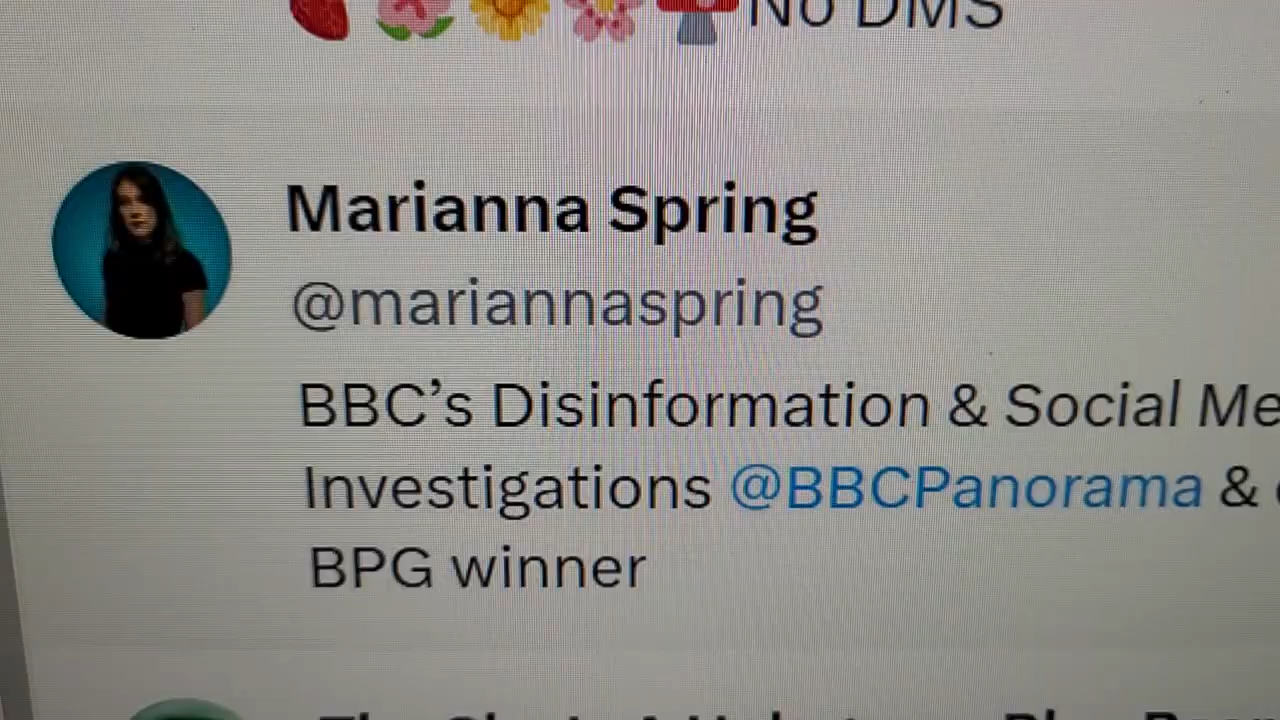 No DMS
Marianna Spring
@mariannaspring
BBC’s Disinformation & Social Me
Investigations @BBCPanorama &
BPG winner